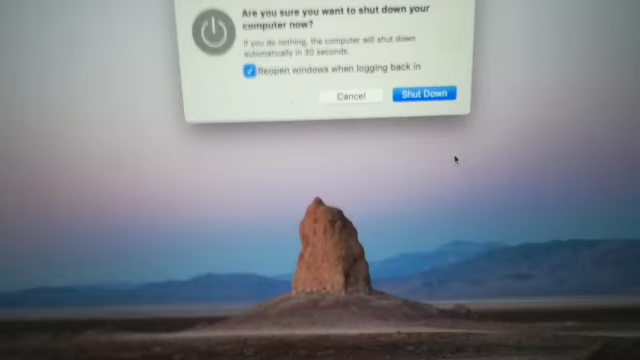 Are you sure you want to shut down your
computer now?
If you do nothing, the computer will shut down
automatically in 30 seconds.
Reopen windows when logging back in
Cancel
Shut Down